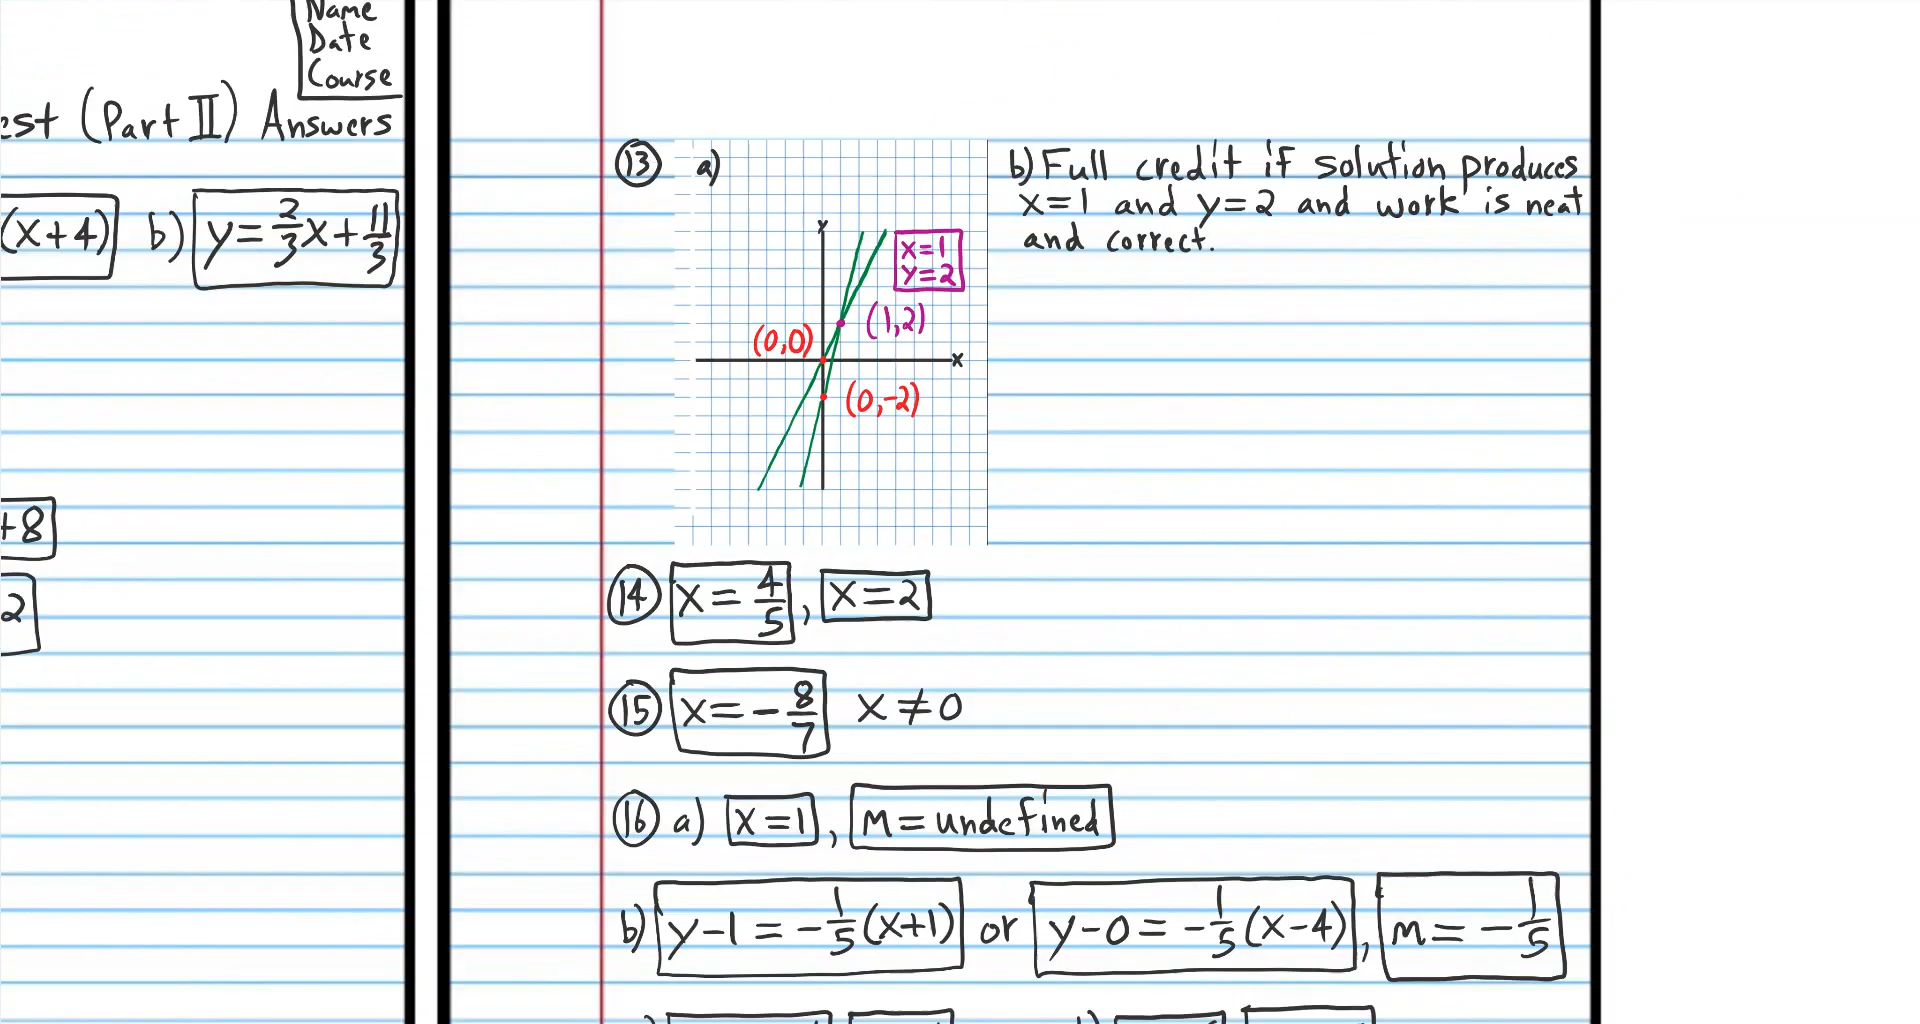 Name
Date
Course
est (Part II) Answers
(x+4) b) y=2/3x+11/3
+8
2
13 a)
y
x=1
y=2
(1,2)
(0,0)
x
(0,-2)
b) Full credit if solution produces
x=1 and y=2 and work is neat
and correct.
14 x=4/5, x=2
15 x=-8/7 x≠0
16 a) x=1, m=undefined
b) y-1=-1/5(x+1) or y-0=-1/5(x-4), m=-1/5